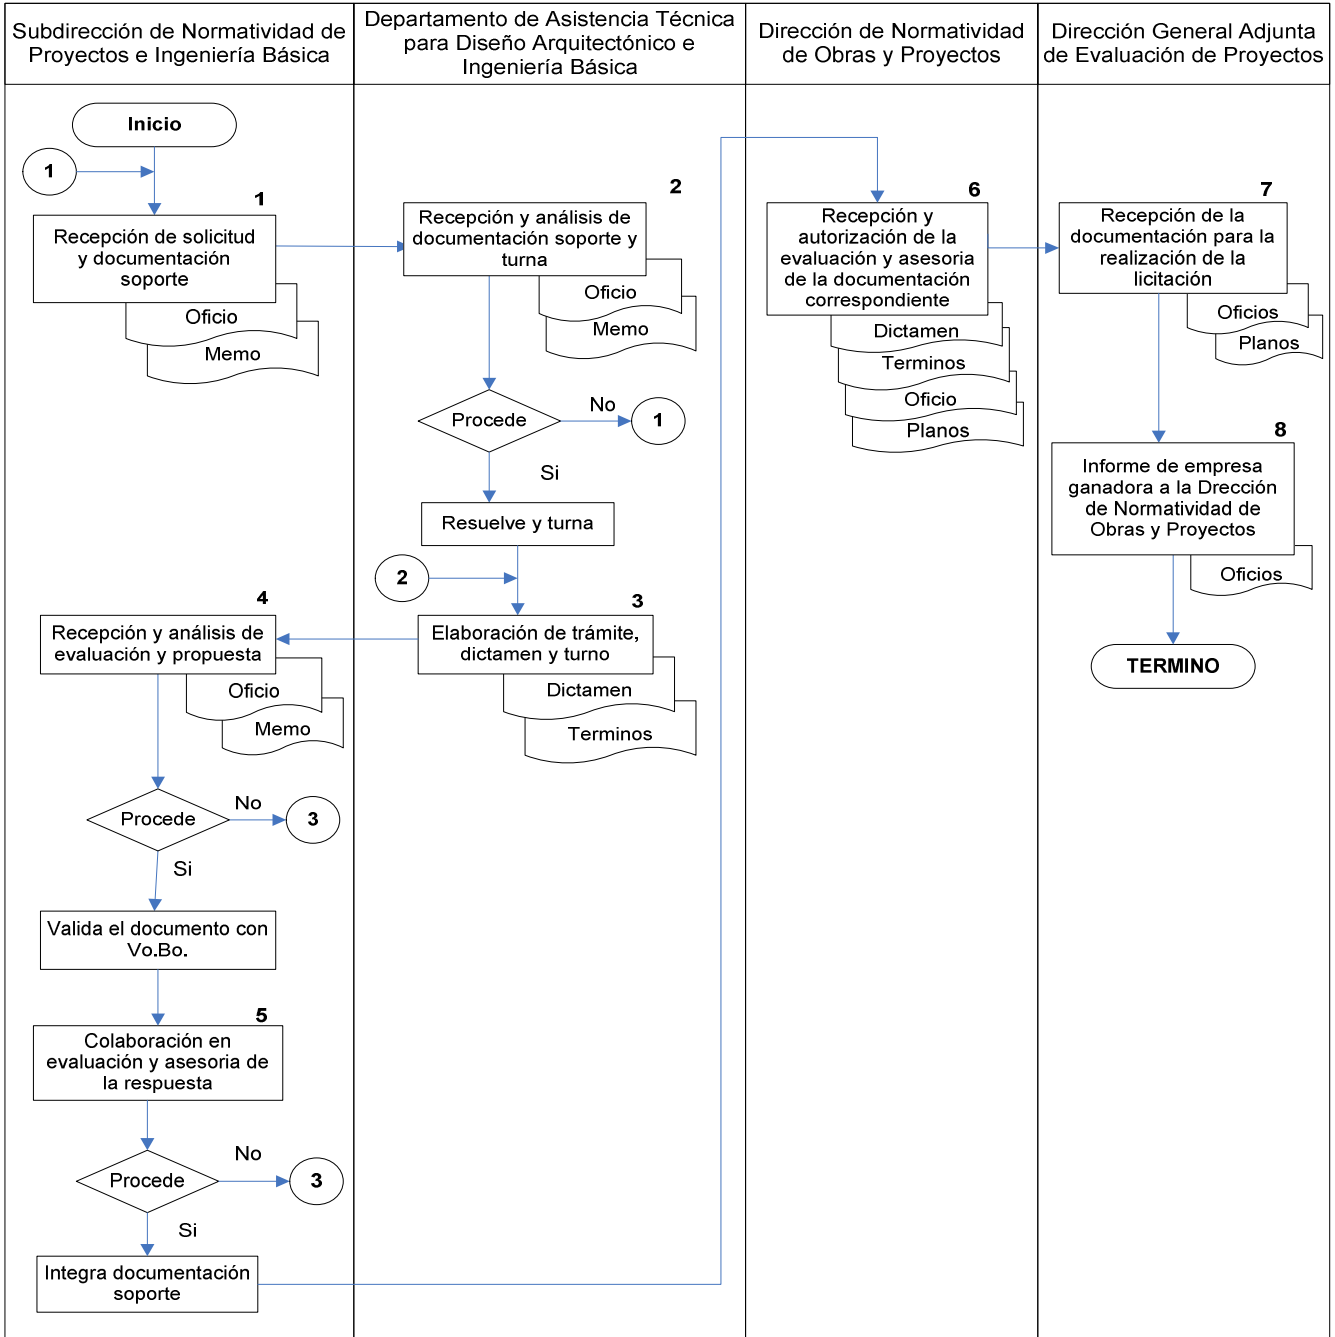 Subdirección de Normatividad de
Proyectos e Ingeniería Básica
Departamento de Asistencia Técnica
para Diseño Arquitectónico e
Ingeniería Básica
Dirección de Normatividad
de Obras y Proyectos
Dirección General Adjunta
de Evaluación de Proyectos
Inicio
1
1
Recepción de solicitud
y documentación
soporte
Oficio
Memo
2
Recepción y análisis de
documentación soporte y
turna
Oficio
Memo
Procede
No
1
Si
Resuelve y turna
2
3
Elaboración de trámite,
dictamen y turno
Dictamen
Terminos
4
Recepción y análisis de
evaluación y propuesta
Oficio
Memo
Procede
No
3
Si
Valida el documento con
Vo.Bo.
5
Colaboración en
evaluación y asesoria de
la respuesta
Procede
No
3
Si
Integra documentación
soporte
6
Recepción y
autorización de la
evaluación y asesoria
de la documentación
correspondiente
Dictamen
Terminos
Oficio
Planos
7
Recepción de la
documentación para la
realización de la
licitación
Oficios
Planos
8
Informe de empresa
ganadora a la Drección
de Normatividad de
Obras y Proyectos
Oficios
TERMINO